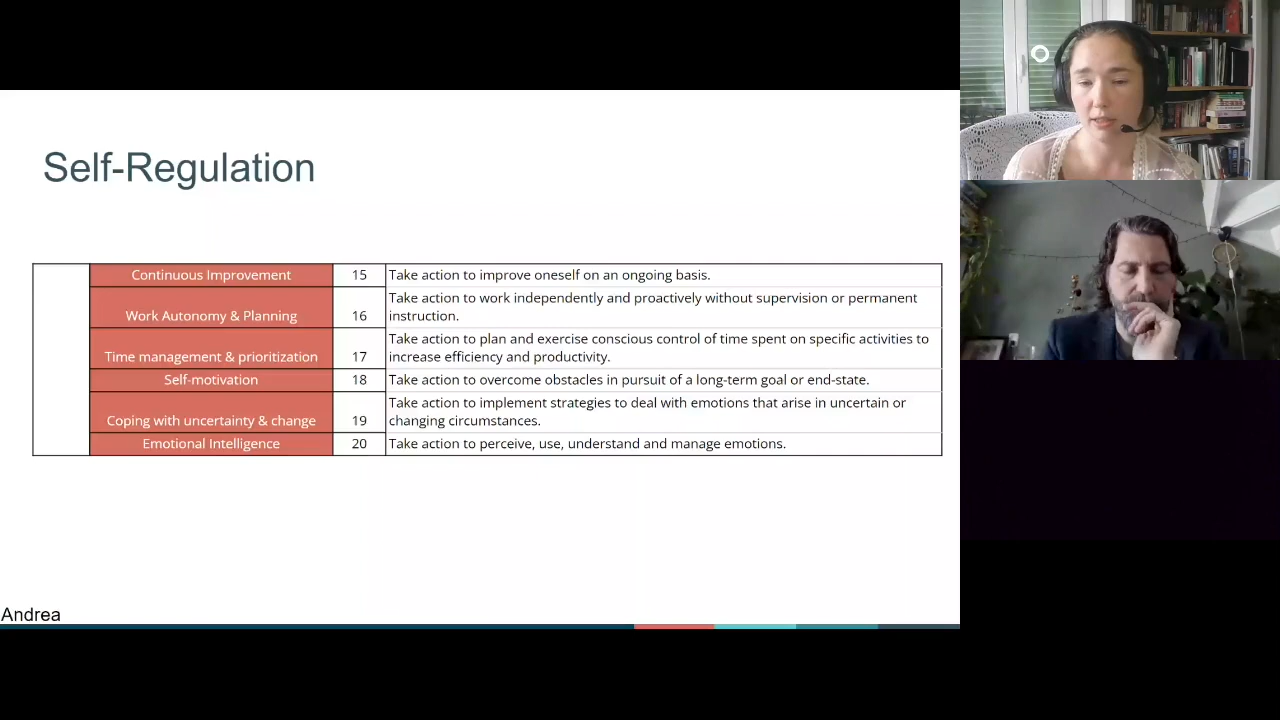 Self-Regulation
Continuous Improvement 15 Take action to improve oneself on an ongoing basis.
Work Autonomy & Planning 16 Take action to work independently and proactively without supervision or permanent
instruction.
Time management & prioritization 17 Take action to plan and exercise conscious control of time spent on specific activities to
increase efficiency and productivity.
Self-motivation 18 Take action to overcome obstacles in pursuit of a long-term goal or end-state.
Coping with uncertainty & change 19 Take action to implement strategies to deal with emotions that arise in uncertain or
changing circumstances.
Emotional Intelligence 20 Take action to perceive, use, understand and manage emotions.
Andrea